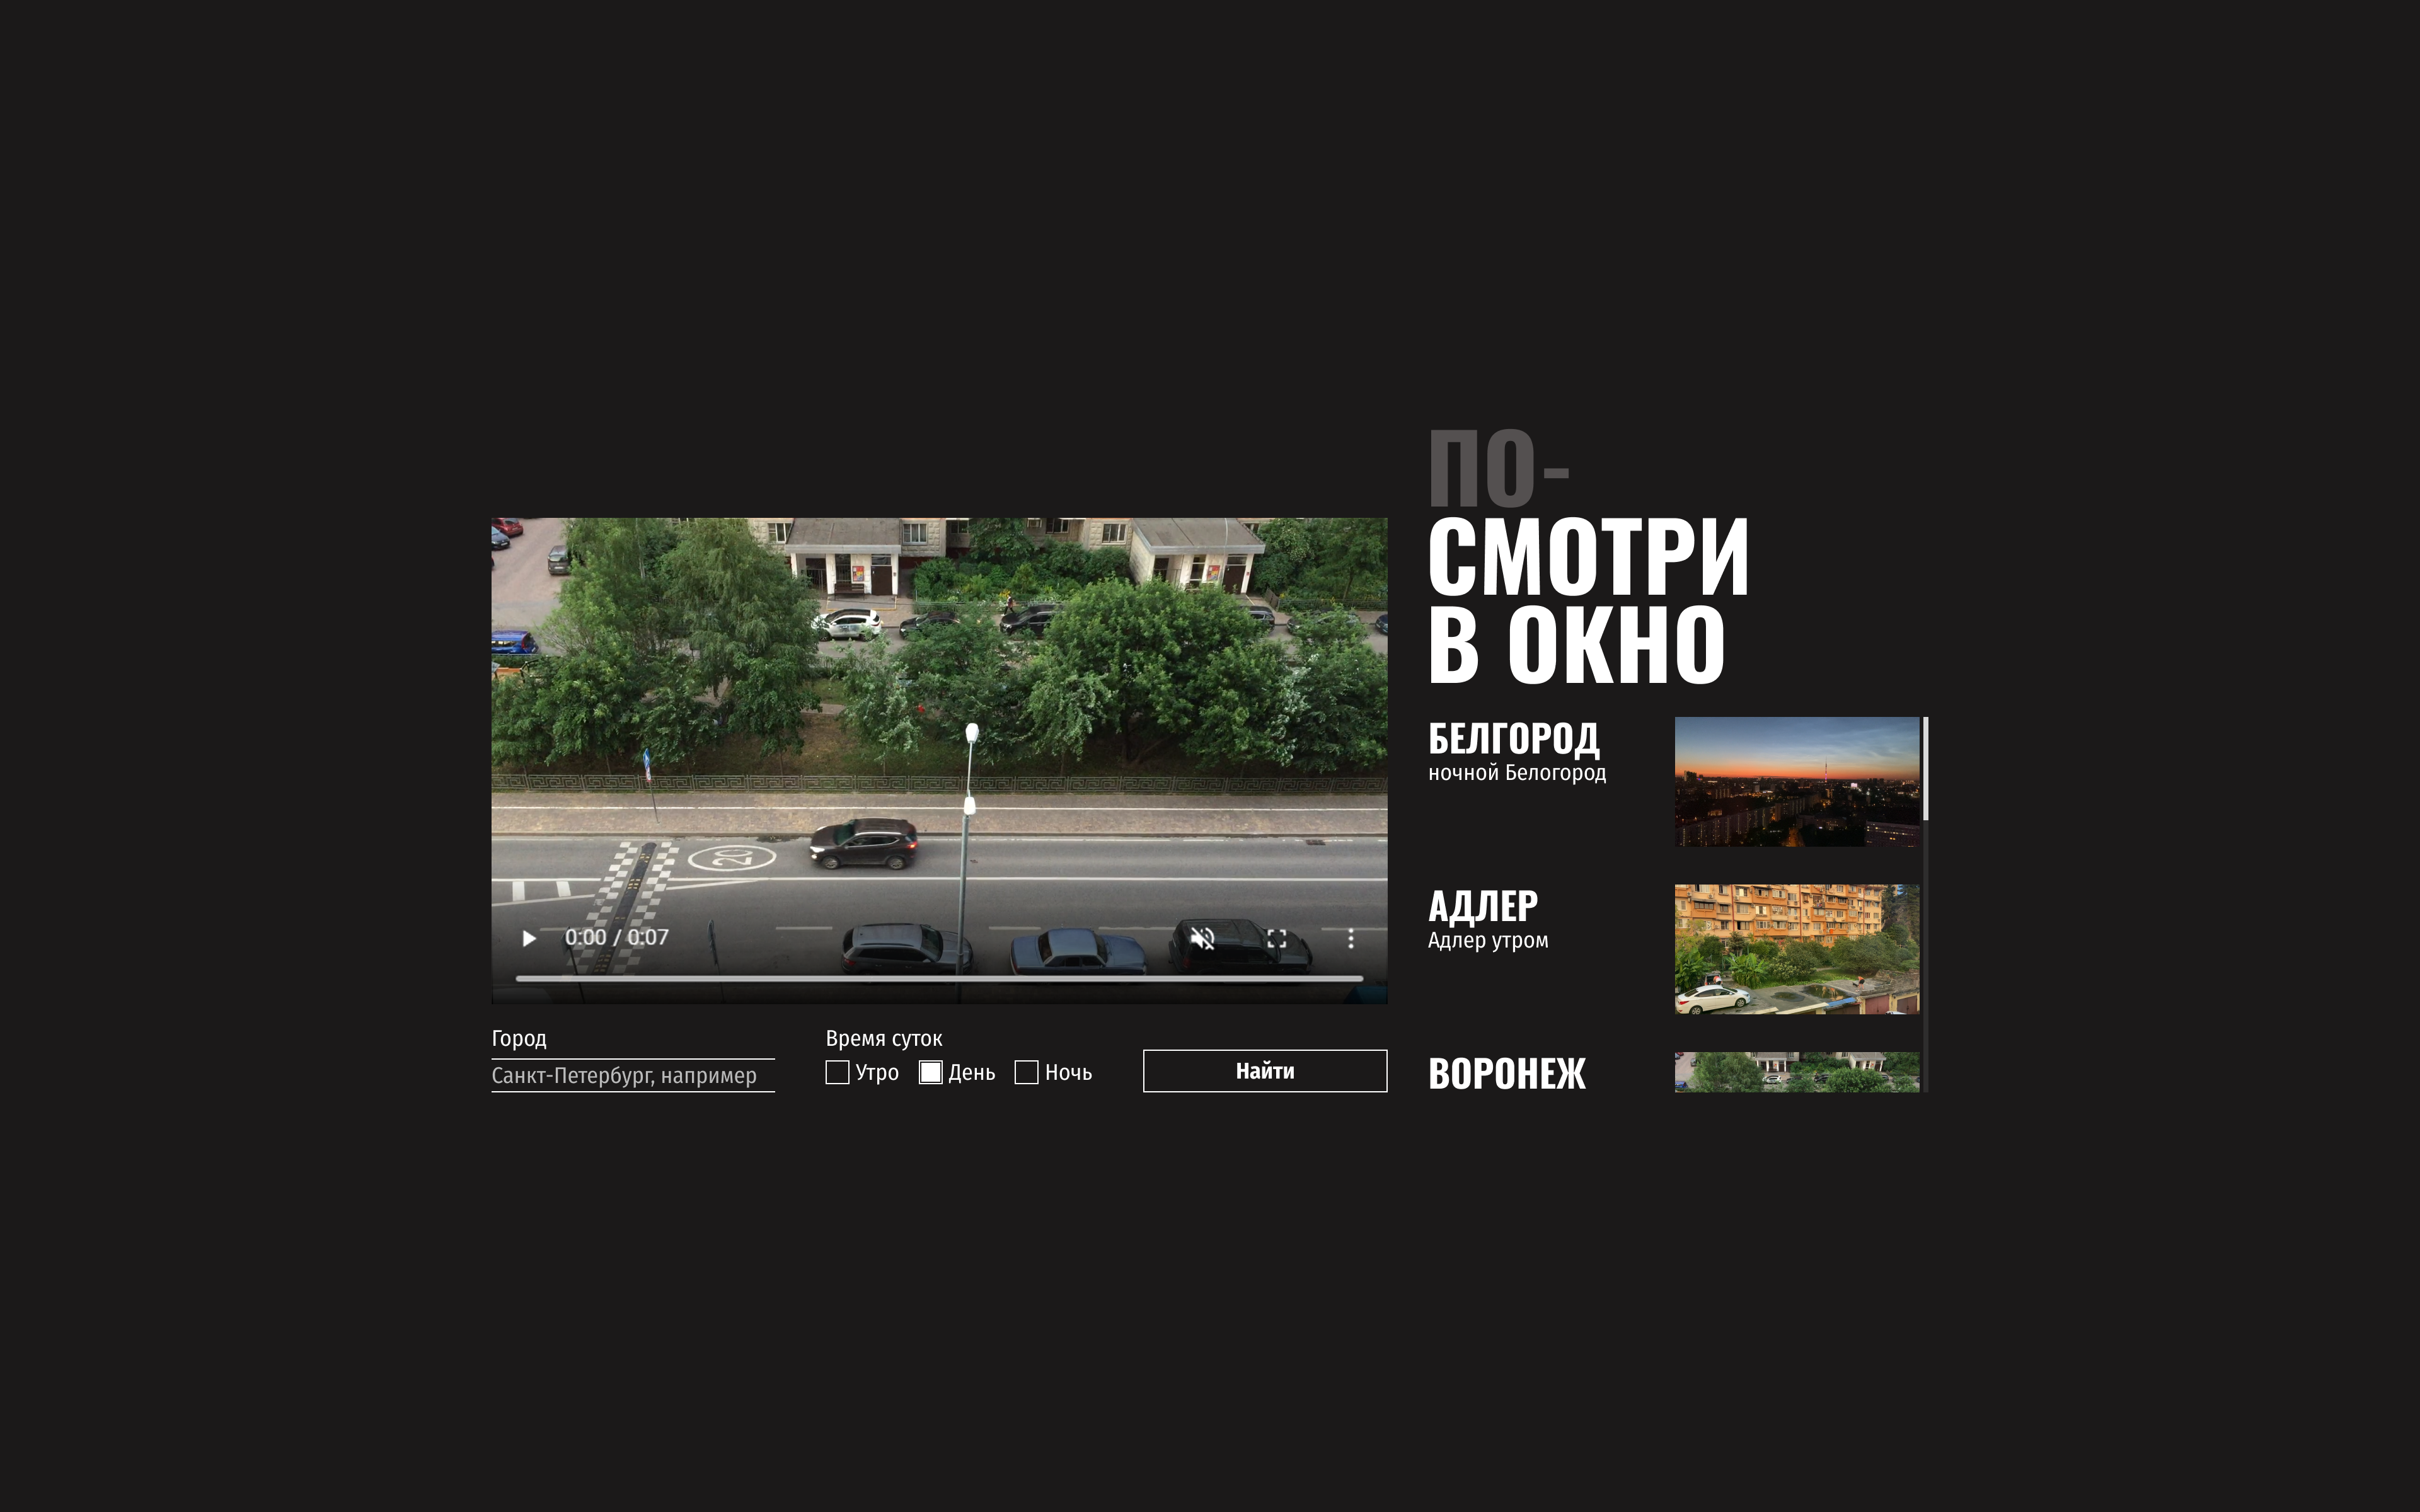 ПО-
СМОТРИ
В ОКНО
20
0:00 / 0:07
Город
Санкт-Петербург, например
Время суток
Утро
День
Ночь
Найти
БЕЛГОРОД
ночной Белогород
АДЛЕР
Адлер утром
ВОРОНЕЖ